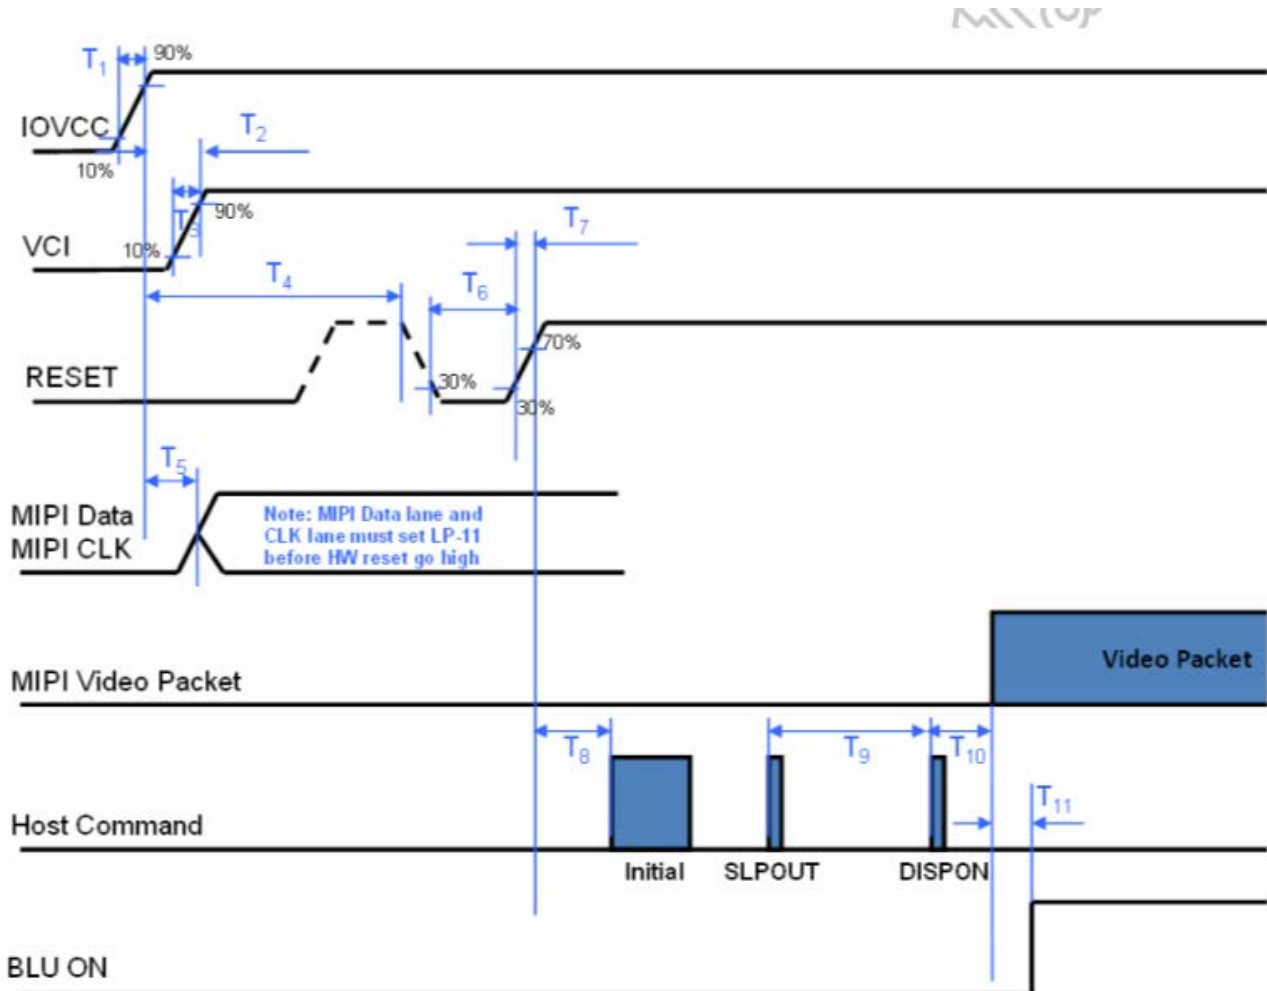 T1
90%
IOVCC
T2
10%
T3
90%
VCI
10%
T7
T4
T6
70%
RESET
30%
30%
T5
MIPI Data
MIPI CLK
Note: MIPI Data lane and
CLK lane must set LP-11
before HW reset go high
Video Packet
MIPI Video Packet
T8
T9
T10
T11
Host Command
Initial
SLPOUT
DISPON
BLU ON